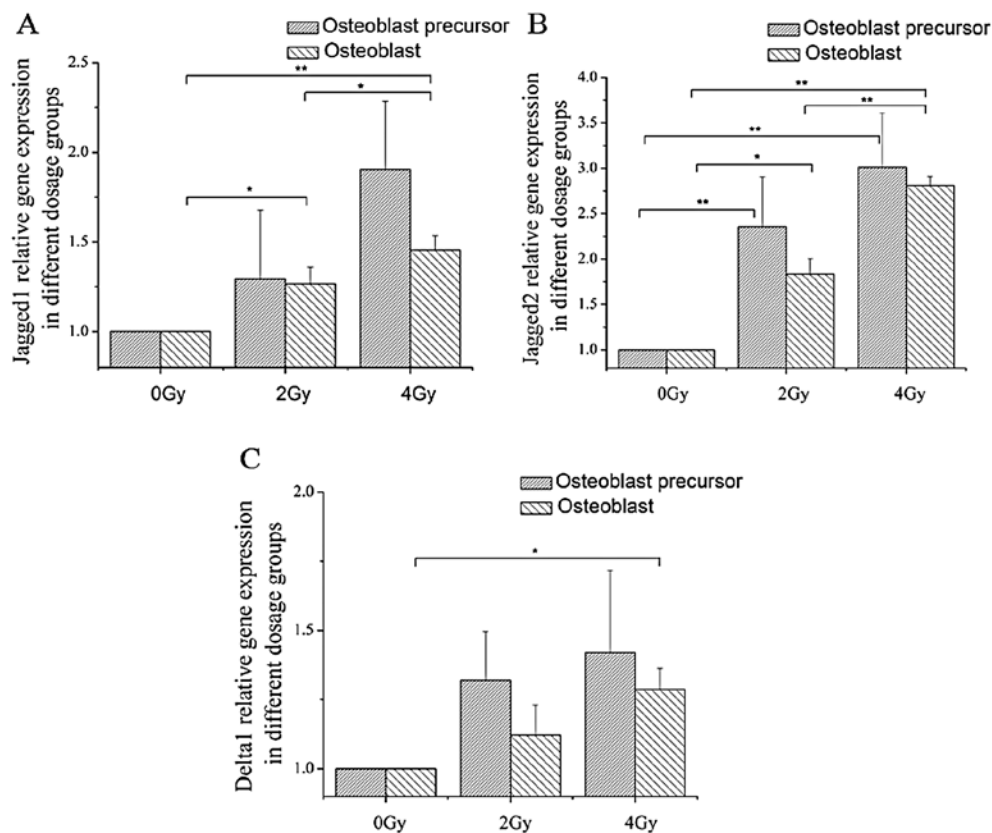 A
Osteoblast precursor
Osteoblast
Jagged1 relative gene expression
in different dosage groups
2.5
2.0
1.5
1.0
**
*
*
0Gy
2Gy
4Gy
B
Osteoblast precursor
Osteoblast
Jagged2 relative gene expression
in different dosage groups
4.0
3.5
3.0
2.5
2.0
1.5
1.0
**
**
**
*
**
0Gy
2Gy
4Gy
C
Osteoblast precursor
Osteoblast
Delta1 relative gene expression
in different dosage groups
2.0
1.5
1.0
*
0Gy
2Gy
4Gy